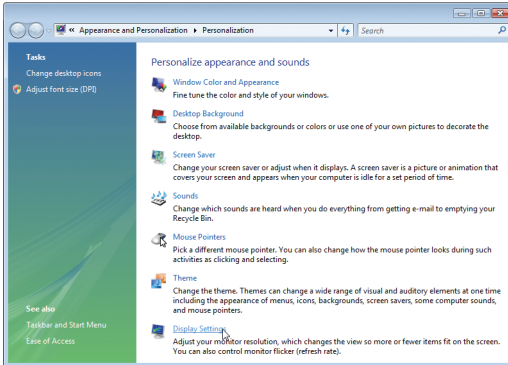 « Appearance and Personalization ▸ Personalization
Search
Tasks
Change desktop icons
Adjust font size (DPI)
See also
Taskbar and Start Menu
Ease of Access
Personalize appearance and sounds
Window Color and Appearance
Fine tune the color and style of your windows.
Desktop Background
Choose from available backgrounds or colors or use one of your own pictures to decorate the
desktop.
Screen Saver
Change your screen saver or adjust when it displays. A screen saver is a picture or animation that
covers your screen and appears when your computer is idle for a set period of time.
Sounds
Change which sounds are heard when you do everything from getting e-mail to emptying your
Recycle Bin.
Mouse Pointers
Pick a different mouse pointer. You can also change how the mouse pointer looks during such
activities as clicking and selecting.
Theme
Change the theme. Themes can change a wide range of visual and auditory elements at one time
including the appearance of menus, icons, backgrounds, screen savers, some computer sounds,
and mouse pointers.
Display Settings
Adjust your monitor resolution, which changes the view so more or fewer items fit on the screen.
You can also control monitor flicker (refresh rate).